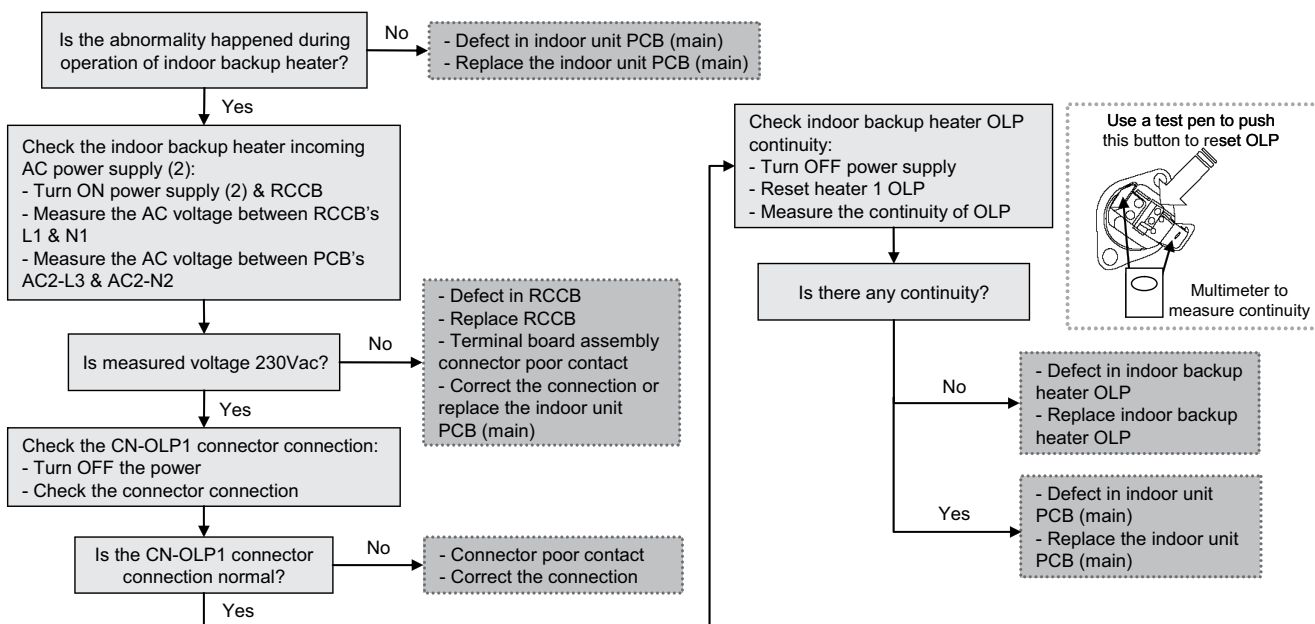 Is the abnormality happened during
operation of indoor backup heater?
No
- Defect in indoor unit PCB (main)
- Replace the indoor unit PCB (main)
Yes
Check the indoor backup heater incoming
AC power supply (2):
- Turn ON power supply (2) & RCCB
- Measure the AC voltage between RCCB's
L1 & N1
- Measure the AC voltage between PCB's
AC2-L3 & AC2-N2
Is measured voltage 230Vac?
No
- Defect in RCCB
- Replace RCCB
- Terminal board assembly
connector poor contact
- Correct the connection or
replace the indoor unit
PCB (main)
Yes
Check the CN-OLP1 connector connection:
- Turn OFF the power
- Check the connector connection
Is the CN-OLP1 connector
connection normal?
No
- Connector poor contact
- Correct the connection
Yes
Check indoor backup heater OLP
continuity:
- Turn OFF power supply
- Reset heater 1 OLP
- Measure the continuity of OLP
Is there any continuity?
Use a test pen to push
this button to reset OLP
Multimeter to
measure continuity
No
- Defect in indoor backup
heater OLP
- Replace indoor backup
heater OLP
Yes
- Defect in indoor unit
PCB (main)
- Replace the indoor unit
PCB (main)